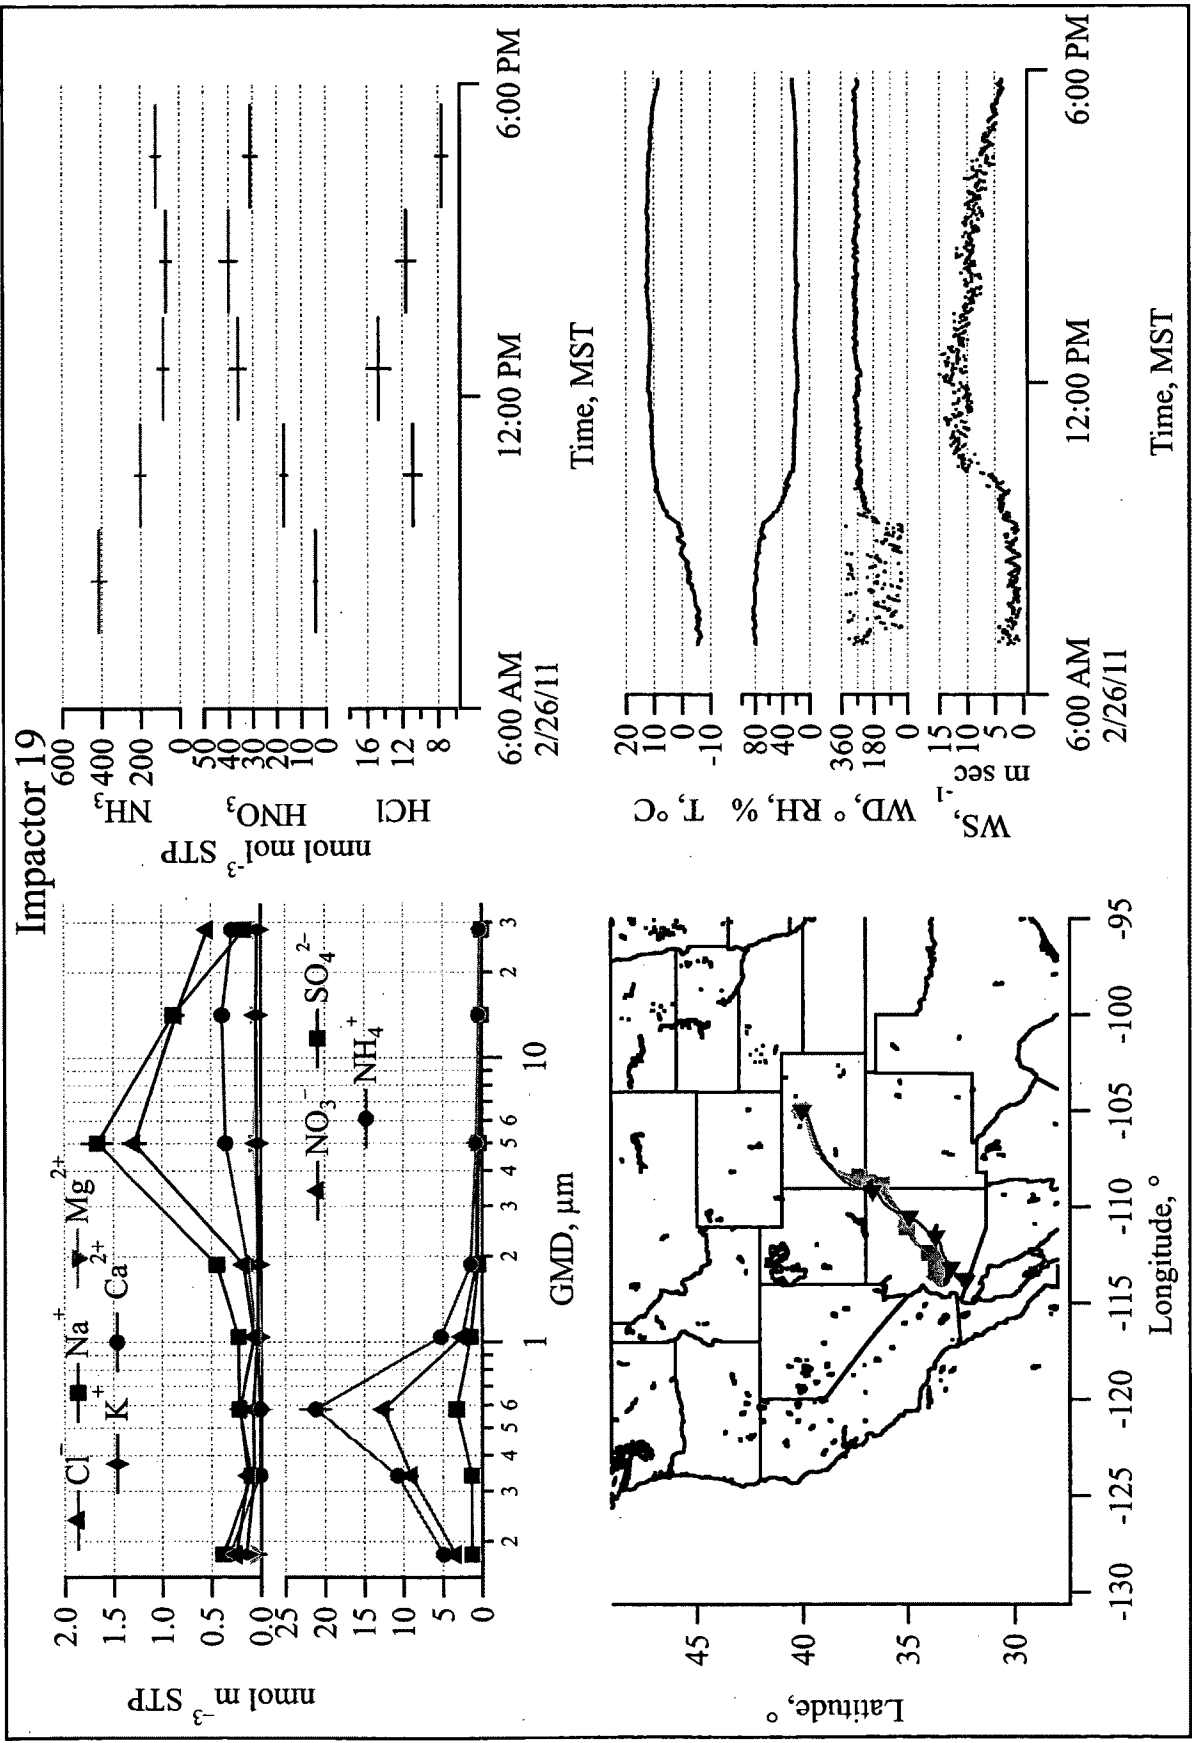 Impactor 19
nmol m⁻³ STP
2.0
1.5
1.0
0.5
0.0
Cl⁻ Na⁺ Mg²⁺
K⁺ Ca²⁺
25
20
15
10
5
0
NO₃⁻ SO₄²⁻
NH₄⁺
2 3 4 5 6 1 2 3 4 5 6 10 2 3
GMD, μm
nmol mol⁻³ STP
NH₃
600
400
200
0
HNO₃
50
40
30
20
10
0
HCl
16
12
8
6:00 AM 12:00 PM 6:00 PM
2/26/11
Time, MST
Latitude, °
45
40
35
30
-130 -125 -120 -115 -110 -105 -100 -95
Longitude, °
T, °C
20
10
0
-10
RH, %
80
40
WD, °
360
180
0
WS,
m sec⁻¹
15
10
5
0
6:00 AM 12:00 PM 6:00 PM
2/26/11
Time, MST